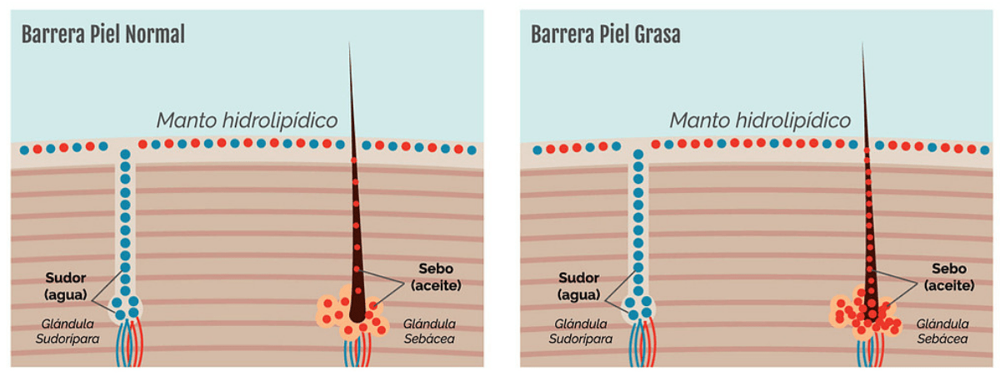 Barrera Piel Normal
Manto hidrolipídico
Sudor
(agua)
Glándula
Sudorípara
Sebo
(aceite)
Glándula
Sebácea
Barrera Piel Grasa
Manto hidrolipídico
Sudor
(agua)
Glándula
Sudorípara
Sebo
(aceite)
Glándula
Sebácea